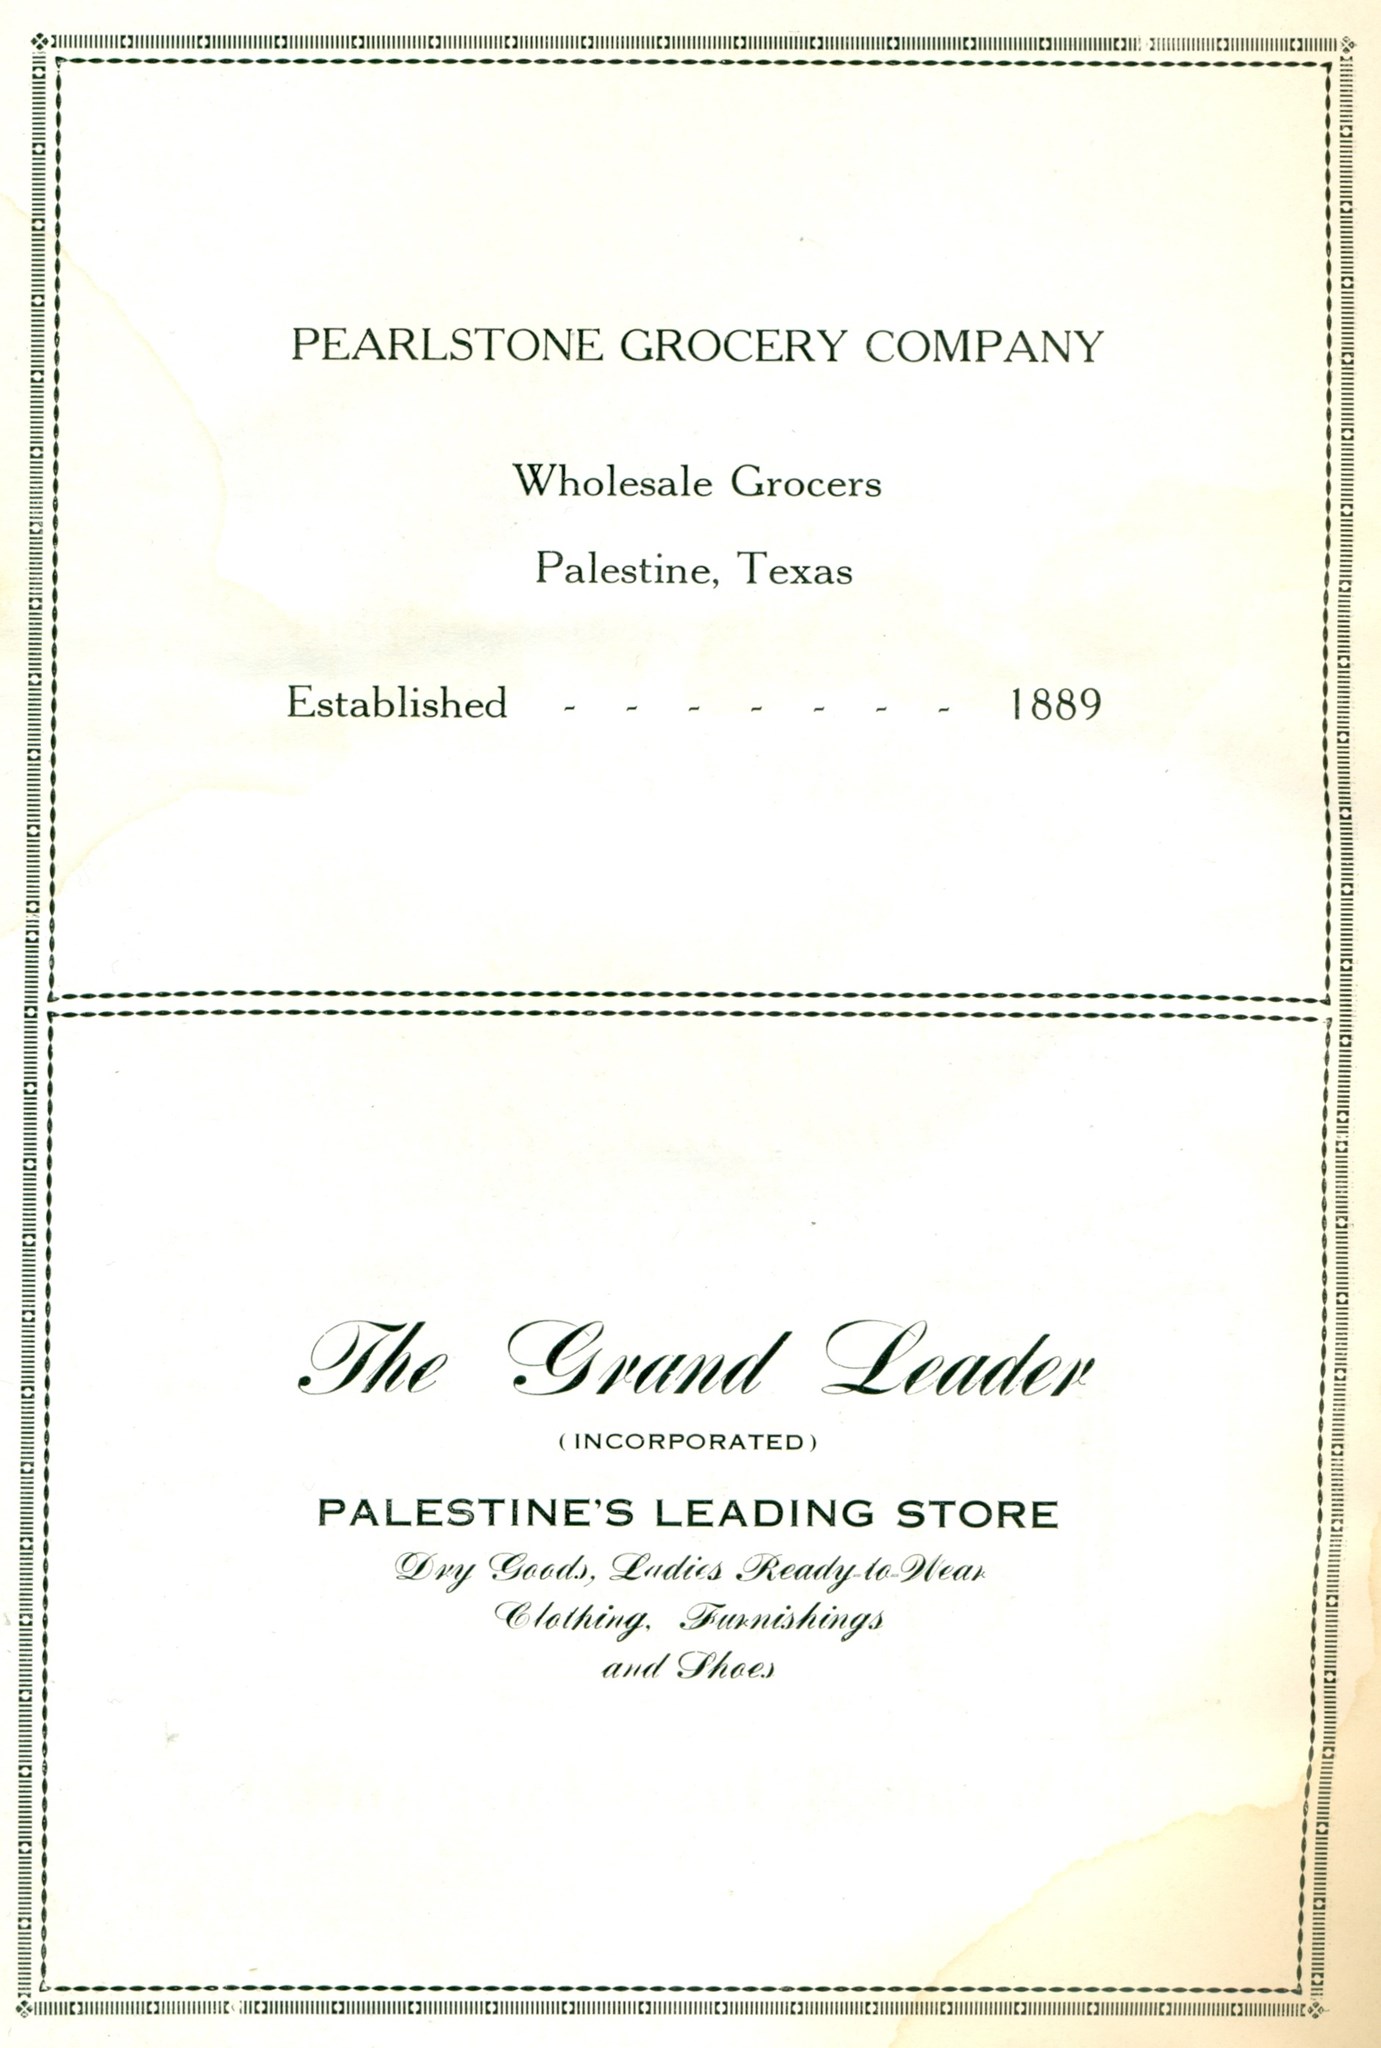 PEARLSTONE GROCERY COMPANY
Wholesale Grocers
Palestine, Texas
Established - - - - - - - 1889
The Grand Leader
(INCORPORATED)
PALESTINE'S LEADING STORE
Dry Goods, Ladies Ready-to-Wear
Clothing, Furnishings
and Shoes